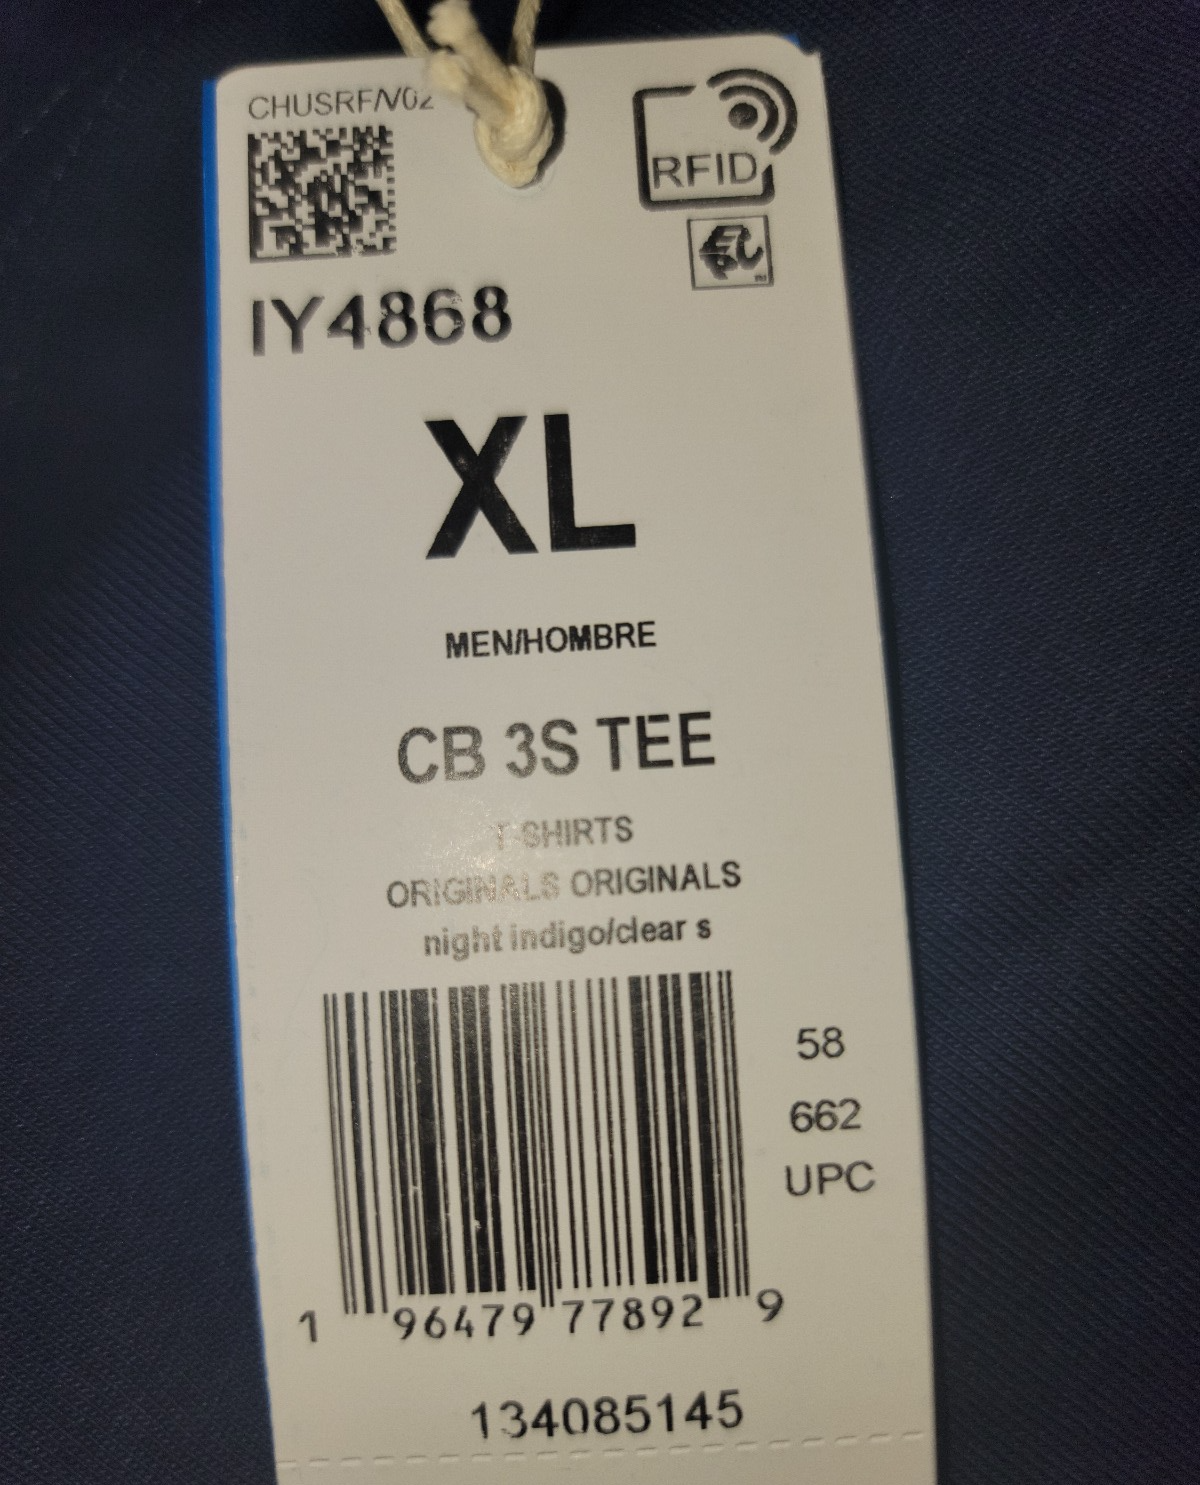 CHUSRFIV02
RFID
IY4868
XL
MEN/HOMBRE
CB 3S TEE
T-SHIRTS
ORIGINALS ORIGINALS
night indigo/clear s
58
662
UPC
1 96479 77892 9
134085145